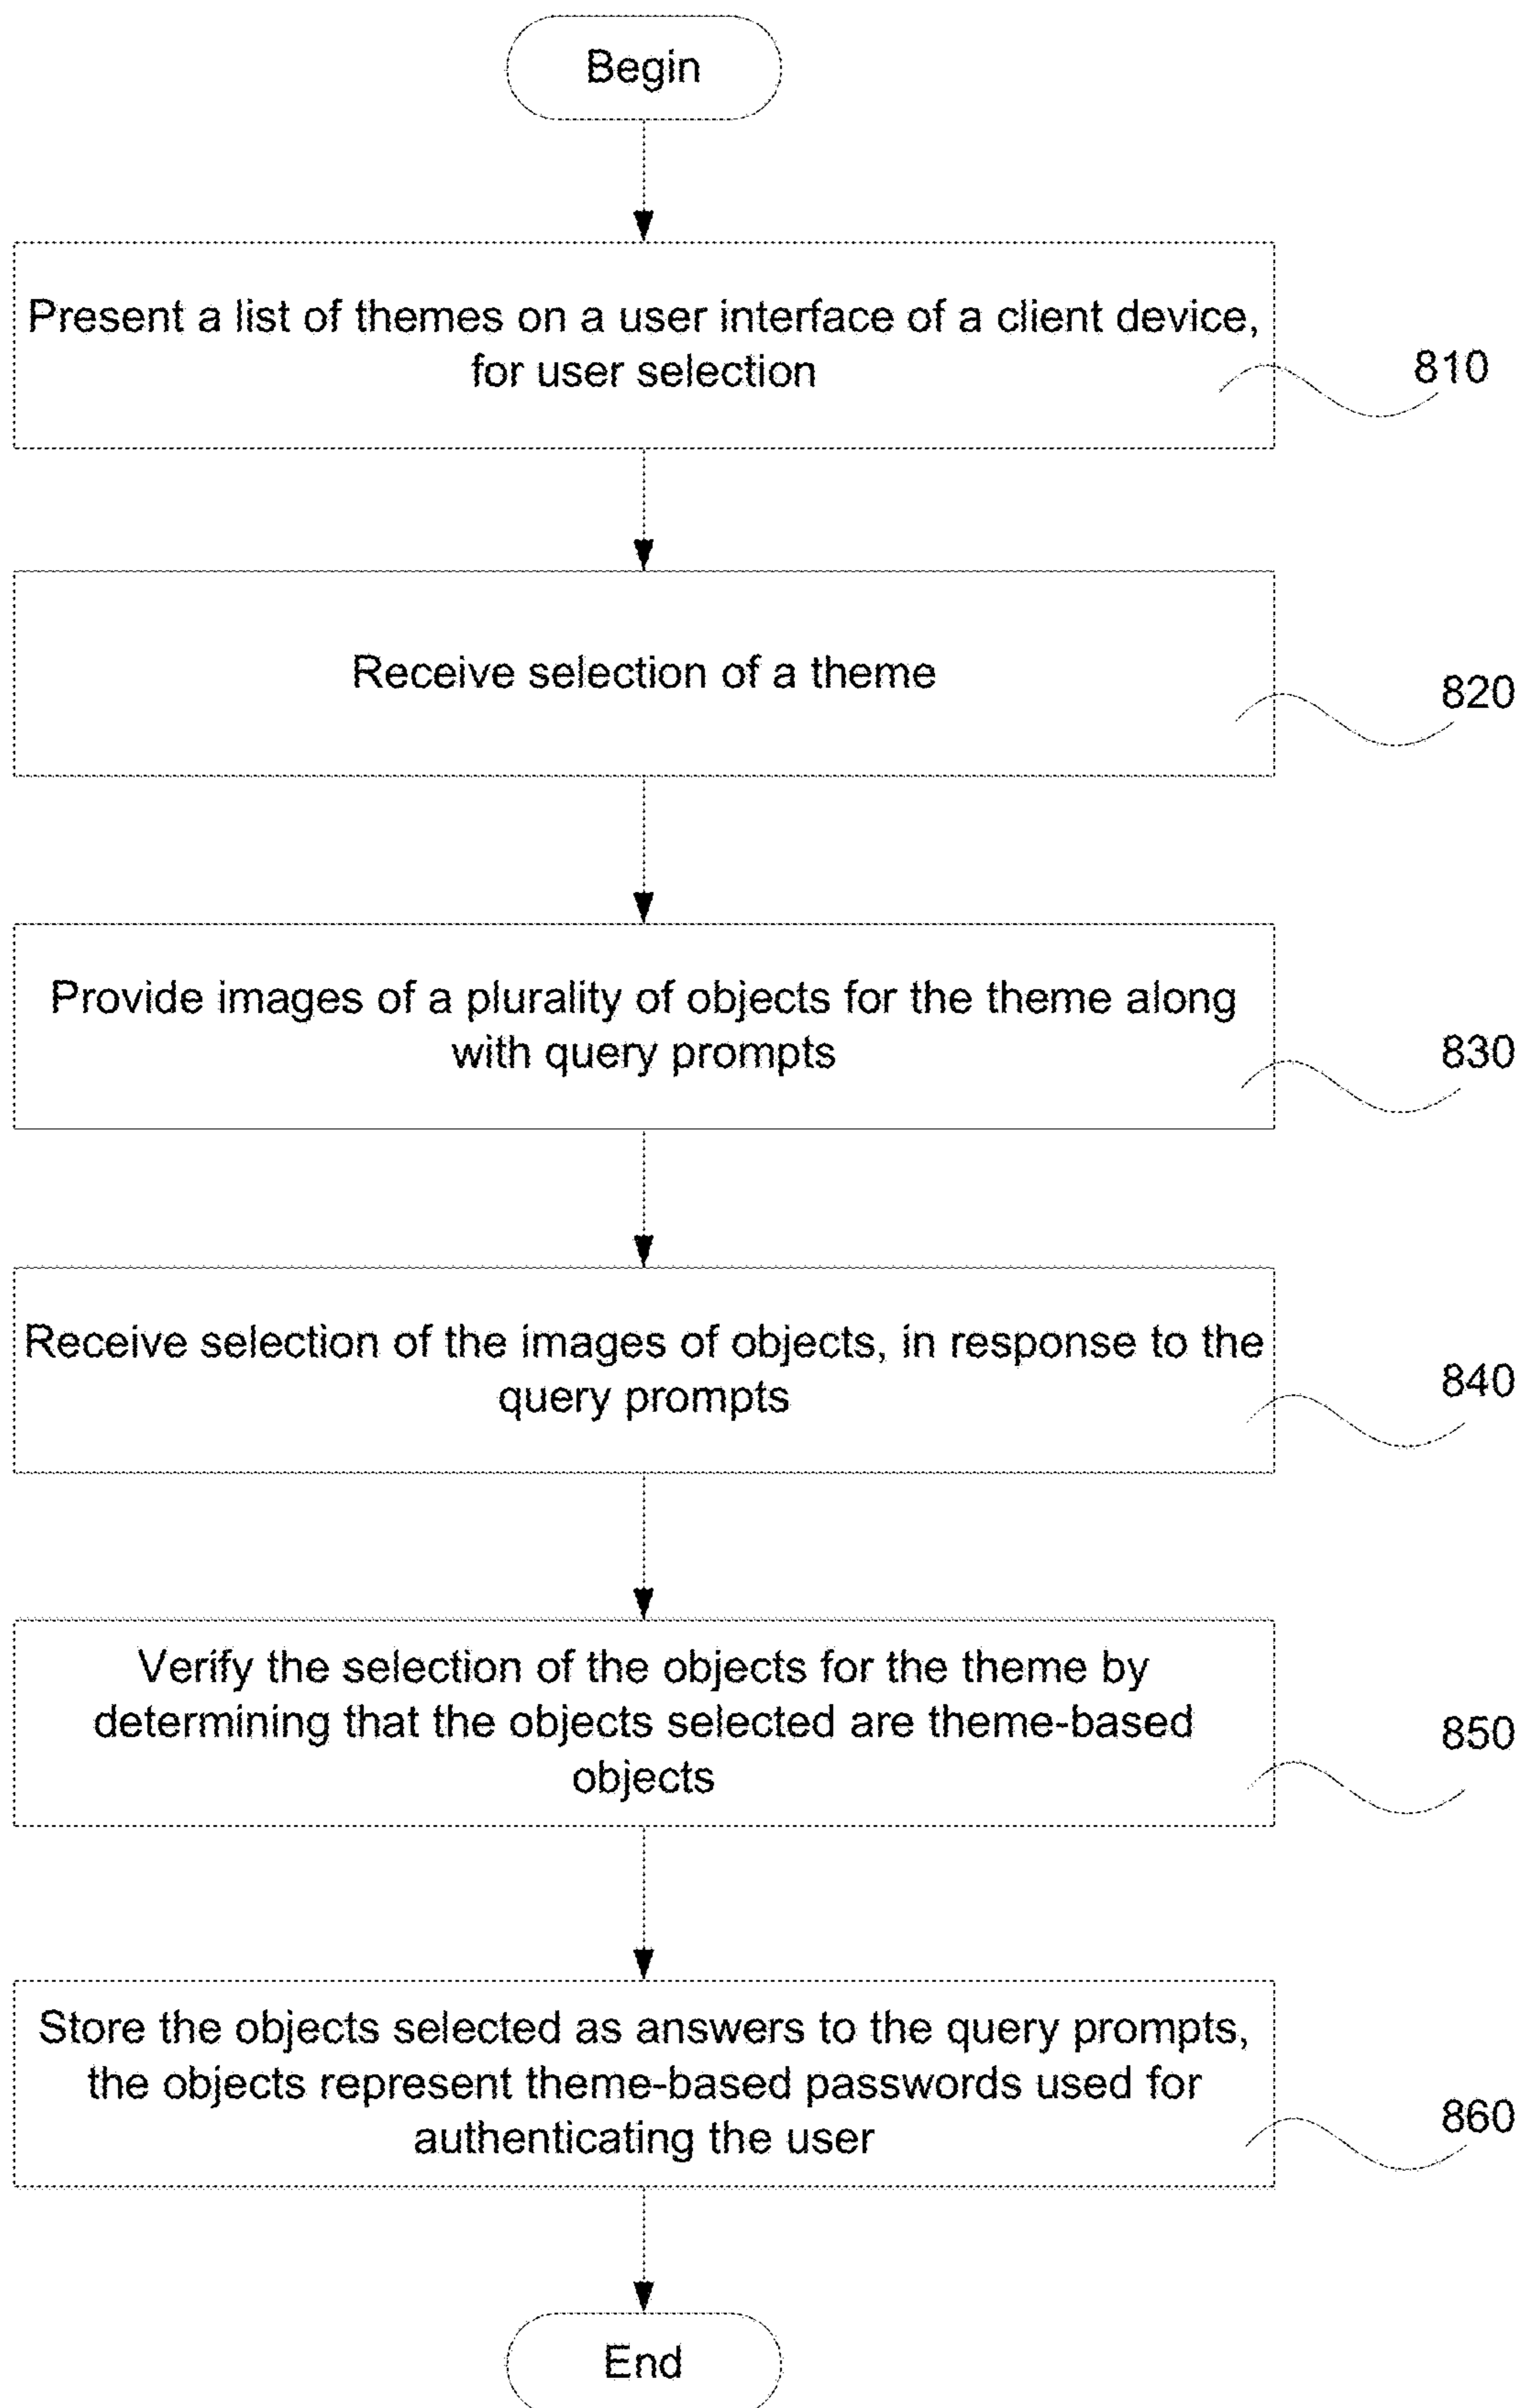 Begin
Present a list of themes on a user interface of a client device,
for user selection
810
Receive selection of a theme
820
Provide images of a plurality of objects for the theme along
with query prompts
830
Receive selection of the images of objects, in response to the
query prompts
840
Verify the selection of the objects for the theme by
determining that the objects selected are theme-based
objects
850
Store the objects selected as answers to the query prompts,
the objects represent theme-based passwords used for
authenticating the user
860
End